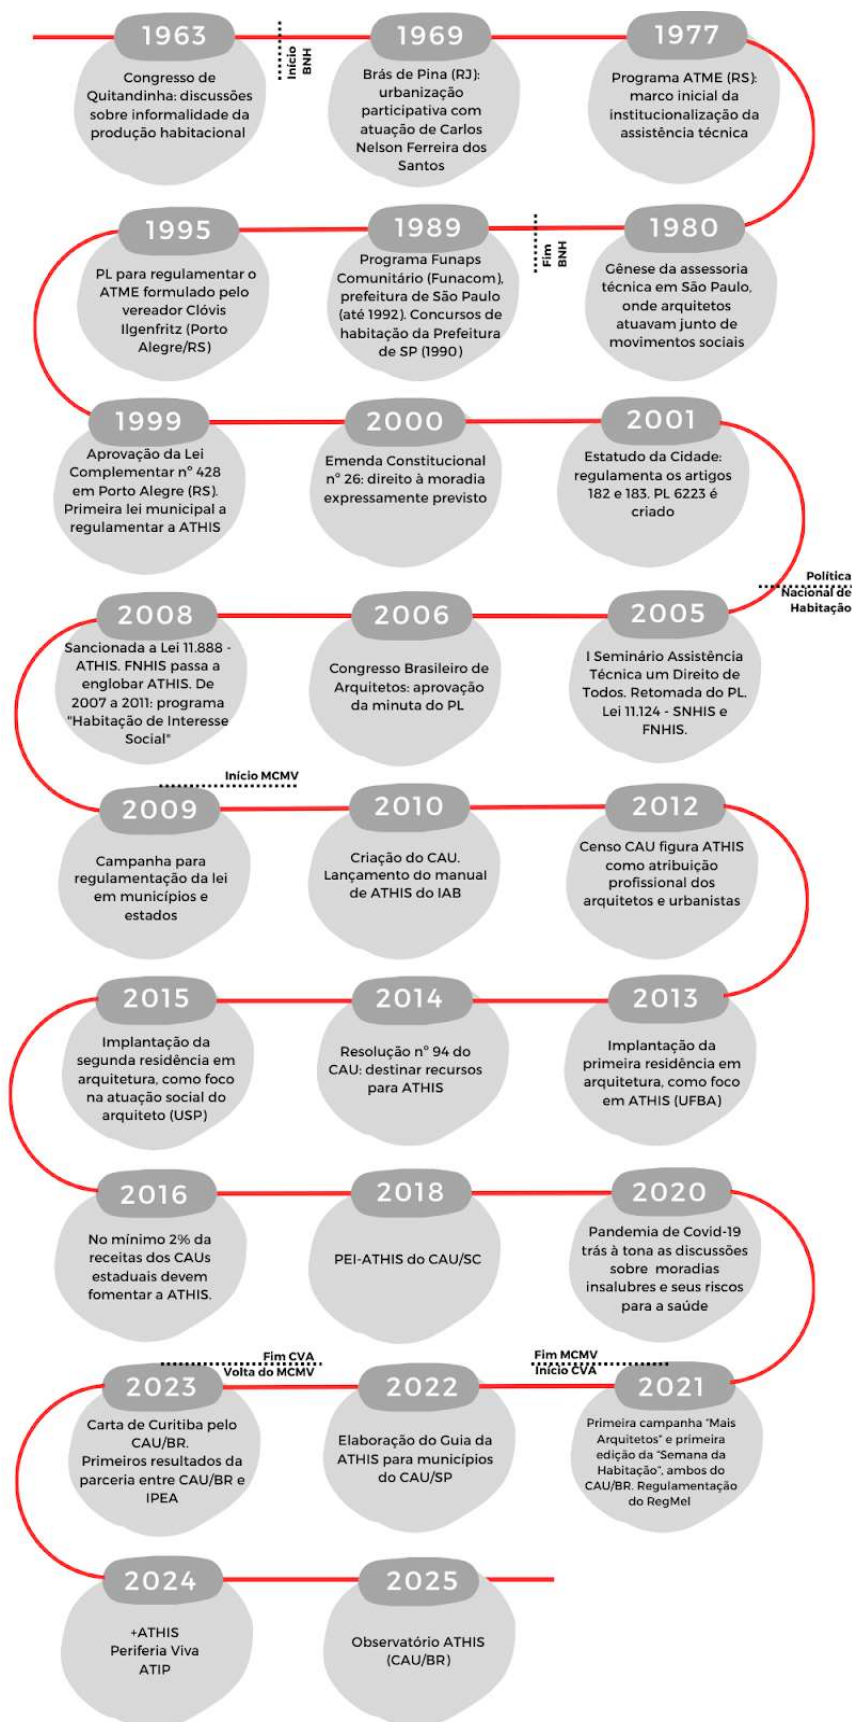 1963
Congresso de
Quitandinha: discussões
sobre informalidade da
produção habitacional
Início
BNH
1969
Brás de Pina (RJ):
urbanização
participativa com
atuação de Carlos
Nelson Ferreira dos
Santos
1977
Programa ATME (RS):
marco inicial da
institucionalização da
assistência técnica
1980
Gênese da assessoria
técnica em São Paulo,
onde arquitetos
atuavam junto de
movimentos sociais
Fim
BNH
1989
Programa Funaps
Comunitário (Funacom),
prefeitura de São Paulo
(até 1992). Concursos de
habitação da Prefeitura
de SP (1990)
1995
PL para regulamentar o
ATME formulado pelo
vereador Clóvis
Ilgenfritz (Porto
Alegre/RS)
1999
Aprovação da Lei
Complementar nº 428
em Porto Alegre (RS).
Primeira lei municipal a
regulamentar a ATHIS
2000
Emenda Constitucional
nº 26: direito à moradia
expressamente previsto
2001
Estatudo da Cidade:
regulamenta os artigos
182 e 183. PL 6223 é
criado
Política
Nacional de
Habitação
2005
I Seminário Assistência
Técnica um Direito de
Todos. Retomada do PL.
Lei 11.124 - SNHIS e
FNHIS.
2006
Congresso Brasileiro de
Arquitetos: aprovação
da minuta do PL
2008
Sancionada a Lei 11.888 -
ATHIS. FNHIS passa a
englobar ATHIS. De
2007 a 2011: programa
"Habitação de Interesse
Social"
Início MCMV
2009
Campanha para
regulamentação da lei
em municípios e
estados
2010
Criação do CAU.
Lançamento do manual
de ATHIS do IAB
2012
Censo CAU figura ATHIS
como atribuição
profissional dos
arquitetos e urbanistas
2013
Implantação da
primeira residência em
arquitetura, como foco
em ATHIS (UFBA)
2014
Resolução nº 94 do
CAU: destinar recursos
para ATHIS
2015
Implantação da
segunda residência em
arquitetura, como foco
na atuação social do
arquiteto (USP)
2016
No mínimo 2% da
receitas dos CAUs
estaduais devem
fomentar a ATHIS.
2018
PEI-ATHIS do CAU/SC
2020
Pandemia de Covid-19
trás à tona as discussões
sobre moradias
insalubres e seus riscos
para a saúde
Fim MCMV
Início CVA
2021
Primeira campanha "Mais
Arquitetos" e primeira
edição da "Semana da
Habitação", ambos do
CAU/BR. Regulamentação
do RegMel
2022
Elaboração do Guia da
ATHIS para municípios
do CAU/SP
Fim CVA
Volta do MCMV
2023
Carta de Curitiba pelo
CAU/BR.
Primeiros resultados da
parceria entre CAU/BR e
IPEA
2024
+ATHIS
Periferia Viva
ATIP
2025
Observatório ATHIS
(CAU/BR)